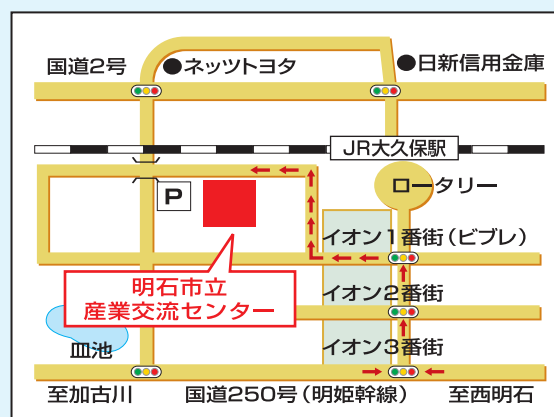 国道2号
●ネッツトヨタ
●日新信用金庫
JR大久保駅
P
ロータリー
イオン1番街(ビブレ)
明石市立
産業交流センター
イオン2番街
皿池
イオン3番街
至加古川
国道250号(明姫幹線)
至西明石